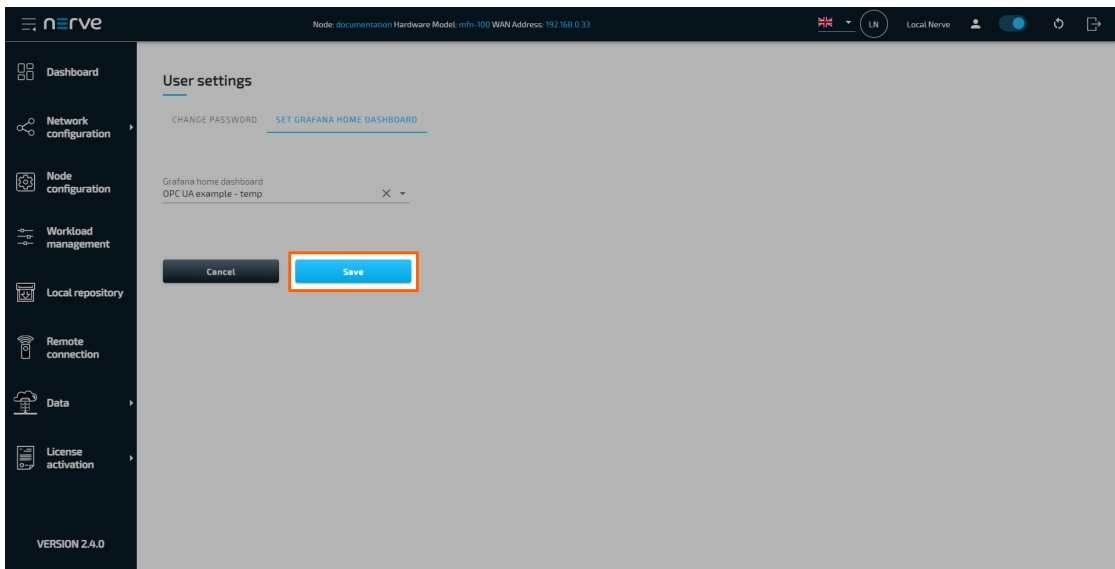 nerve
Node: documentation Hardware Model: mfn-100 WAN Address: 192.168.0.33
LN
Local Nerve
Dashboard
Network
configuration
Node
configuration
Workload
management
Local repository
Remote
connection
Data
License
activation
VERSION 2.4.0
User settings
CHANGE PASSWORD
SET GRAFANA HOME DASHBOARD
Grafana home dashboard
OPC UA example - temp
Cancel
Save